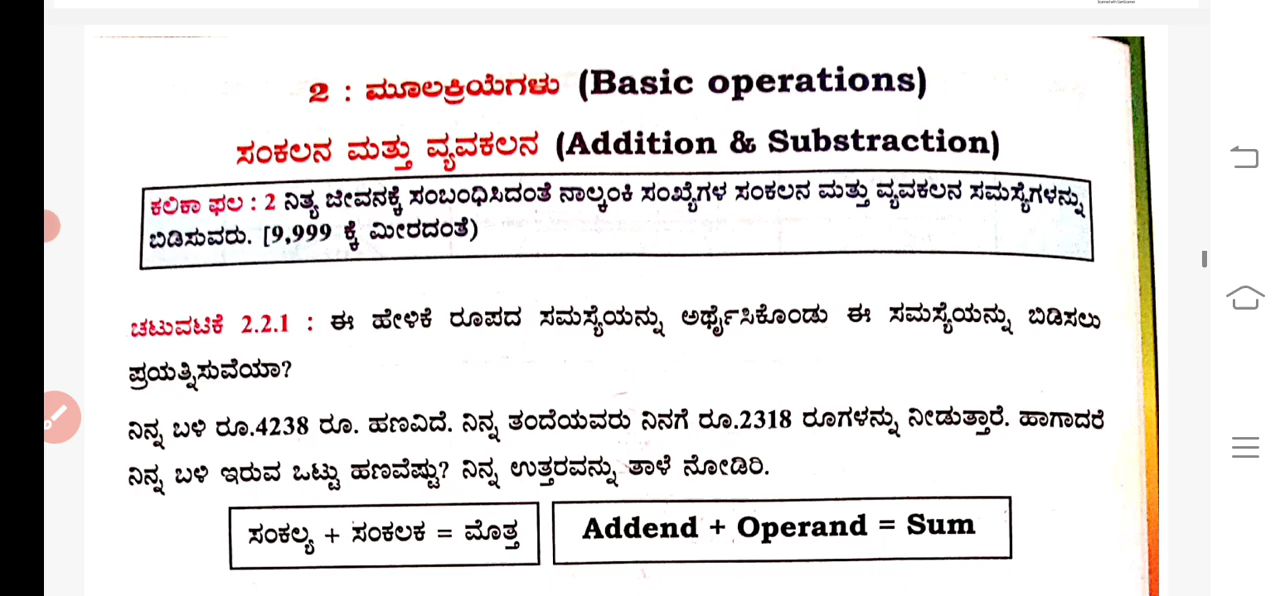 2 : ಮೂಲಕ್ರಿಯೆಗಳು (Basic operations)
ಸಂಕಲನ ಮತ್ತು ವ್ಯವಕಲನ (Addition & Substraction)
ಕಲಿಕಾ ಫಲ : 2 ನಿತ್ಯ ಜೀವನಕ್ಕೆ ಸಂಬಂಧಿಸಿದಂತೆ ನಾಲ್ಕಂಕಿ ಸಂಖ್ಯೆಗಳ ಸಂಕಲನ ಮತ್ತು ವ್ಯವಕಲನ ಸಮಸ್ಯೆಗಳನ್ನು
ಬಿಡಿಸುವರು. [9,999 ಕ್ಕೆ ಮೀರದಂತೆ)
ಚಟುವಟಿಕೆ 2.2.1 : ಈ ಹೇಳಿಕೆ ರೂಪದ ಸಮಸ್ಯೆಯನ್ನು ಅರ್ಥೈಸಿಕೊಂಡು ಈ ಸಮಸ್ಯೆಯನ್ನು ಬಿಡಿಸಲು
ಪ್ರಯತ್ನಿಸುವೆಯಾ?
ನಿನ್ನ ಬಳಿ ರೂ.4238 ರೂ. ಹಣವಿದೆ. ನಿನ್ನ ತಂದೆಯವರು ನಿನಗೆ ರೂ.2318 ರೂಗಳನ್ನು ನೀಡುತ್ತಾರೆ. ಹಾಗಾದರೆ
ನಿನ್ನ ಬಳಿ ಇರುವ ಒಟ್ಟು ಹಣವೆಷ್ಟು? ನಿನ್ನ ಉತ್ತರವನ್ನು ತಾಳೆ ನೋಡಿರಿ.
ಸಂಕಲ್ಯ + ಸಂಕಲಕ = ಮೊತ್ತ
Addend + Operand = Sum